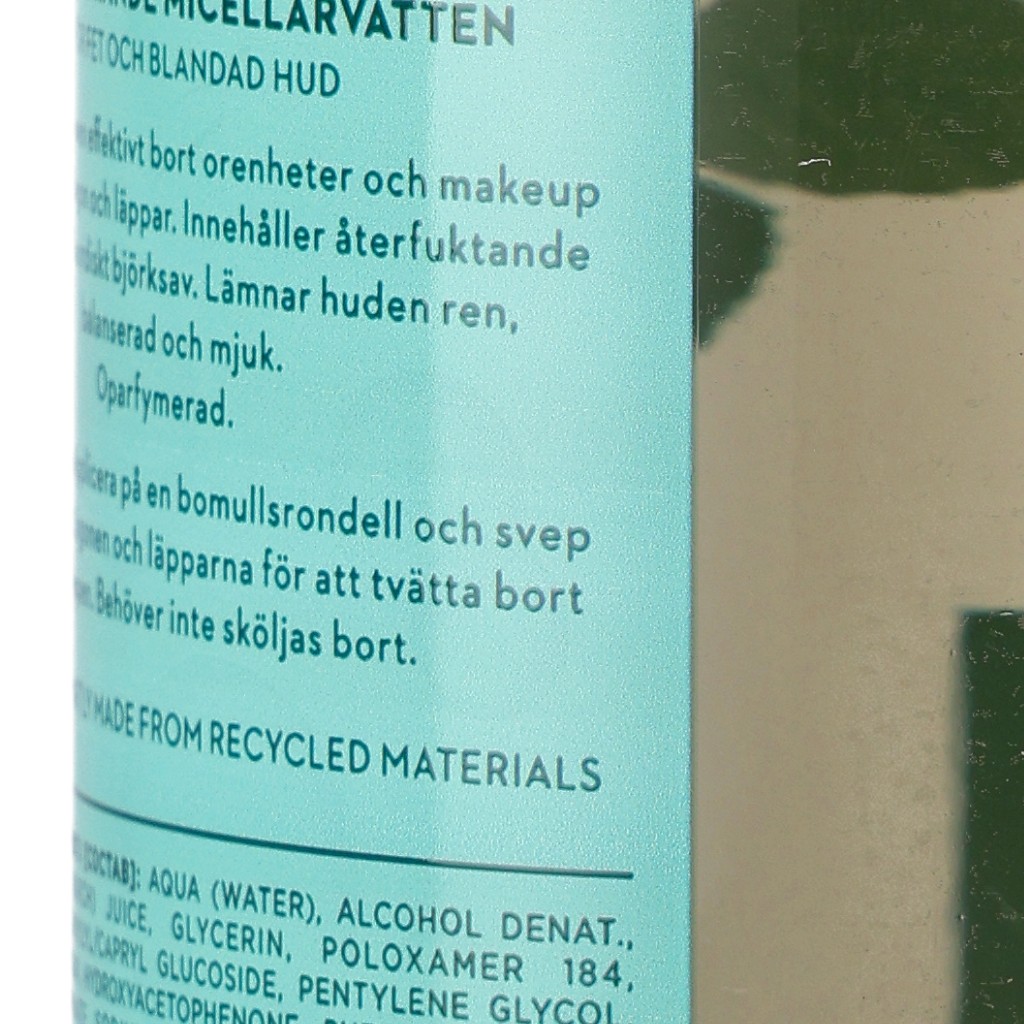 MICELLARVATTEN
FET OCH BLANDAD HUD
effektivt bort orenheter och makeup
och läppar. Innehåller återfuktande
björksav. Lämnar huden ren,
balanserad och mjuk.
Oparfymerad.
på en bomullsrondell och svep
och läpparna för att tvätta bort
Behöver inte sköljas bort.
MADE FROM RECYCLED MATERIALS
[СОСТАВ]: AQUA (WATER), ALCOHOL DENAT.,
JUICE, GLYCERIN, POLOXAMER 184,
/CAPRYL GLUCOSIDE, PENTYLENE GLYCOL
HYDROXYACETOPHENONE,